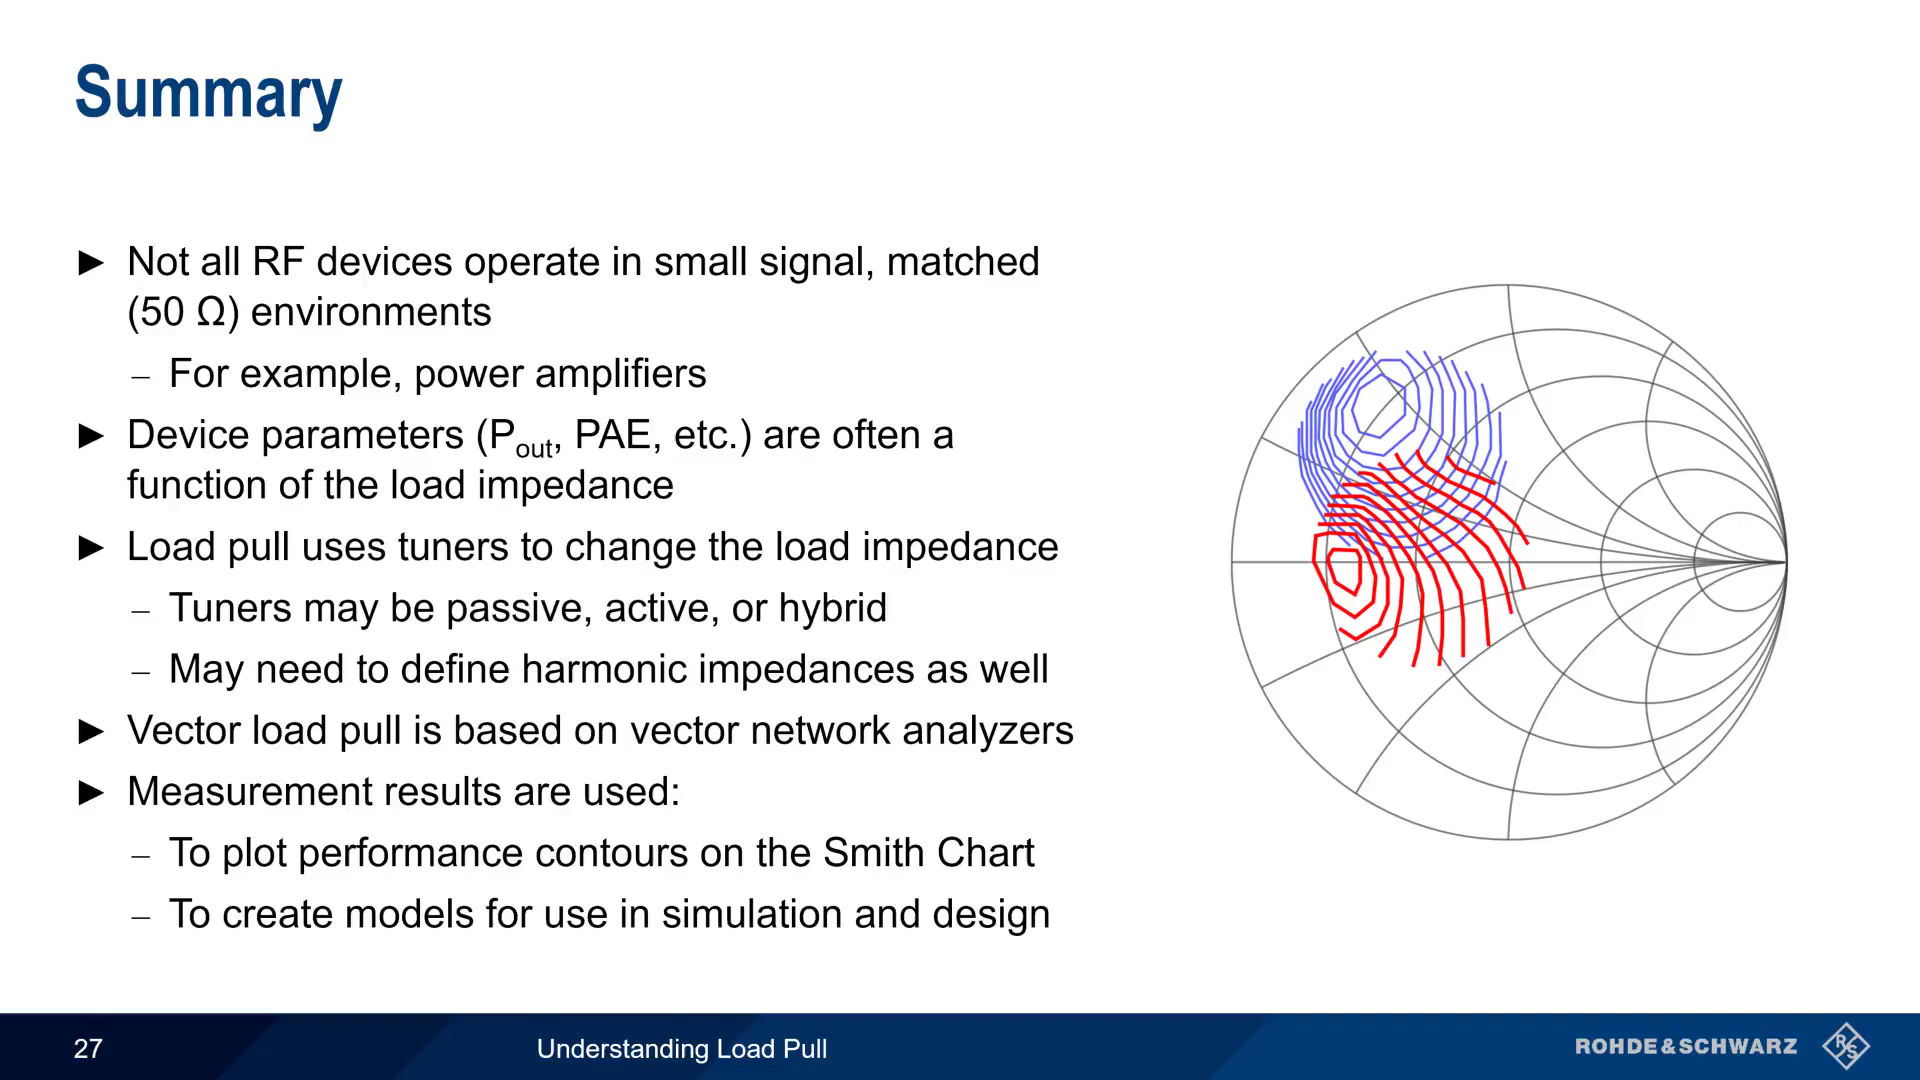 Summary
► Not all RF devices operate in small signal, matched
(50 Ω) environments
– For example, power amplifiers
► Device parameters (Pout, PAE, etc.) are often a
function of the load impedance
► Load pull uses tuners to change the load impedance
– Tuners may be passive, active, or hybrid
– May need to define harmonic impedances as well
► Vector load pull is based on vector network analyzers
► Measurement results are used:
– To plot performance contours on the Smith Chart
– To create models for use in simulation and design
27
Understanding Load Pull
ROHDE&SCHWARZ
RS